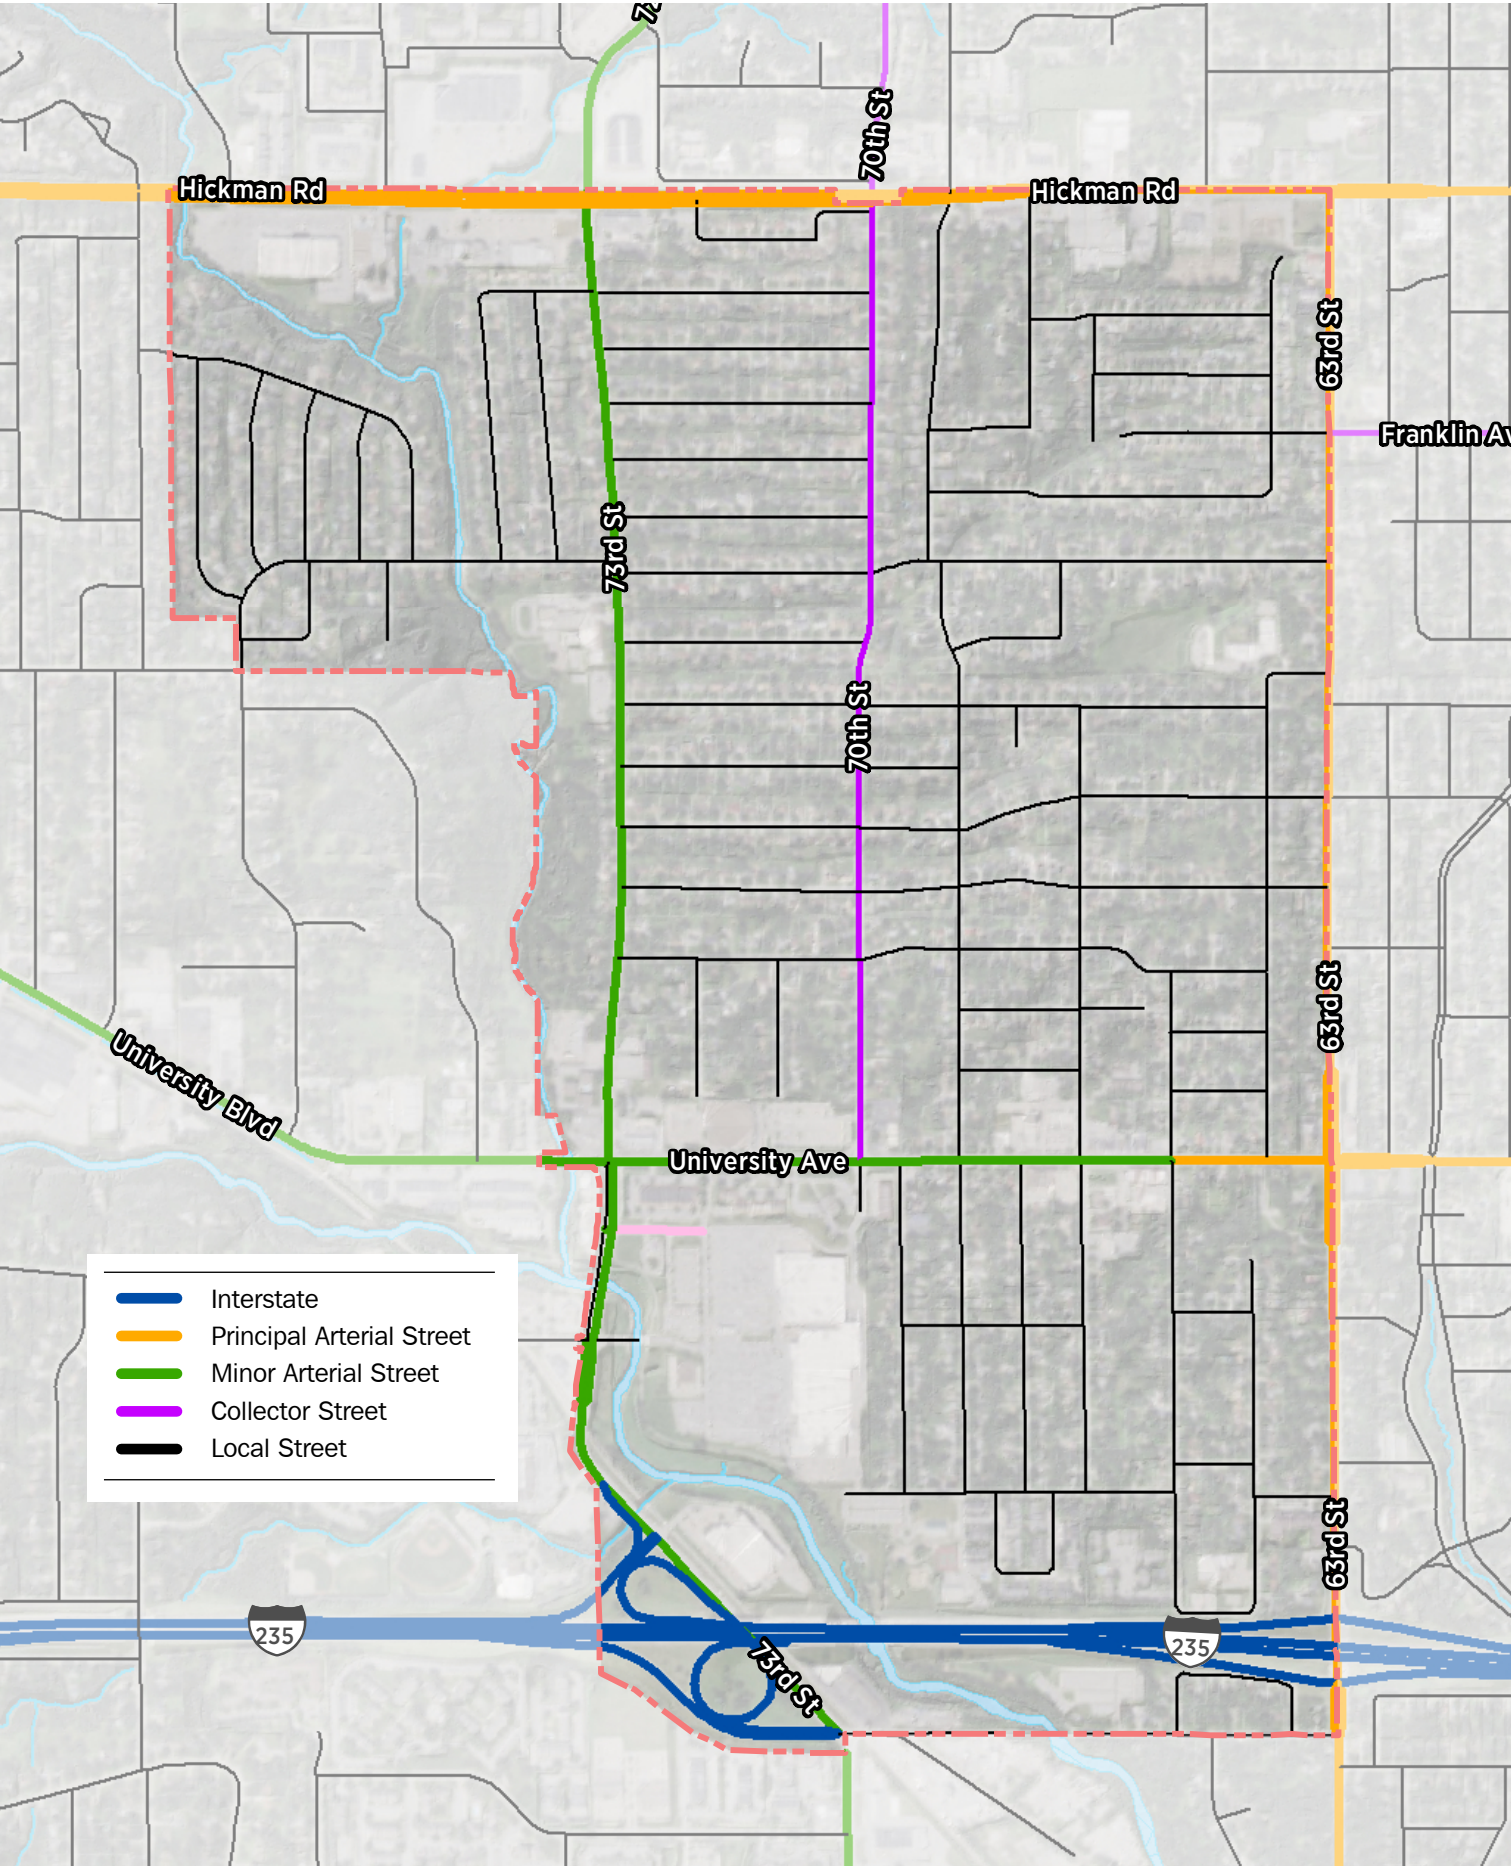 73
70th St
Hickman Rd
Hickman Rd
63rd St
Franklin Av
73rd St
70th St
63rd St
University Blvd
University Ave
Interstate
Principal Arterial Street
Minor Arterial Street
Collector Street
Local Street
63rd St
235
235
73rd St